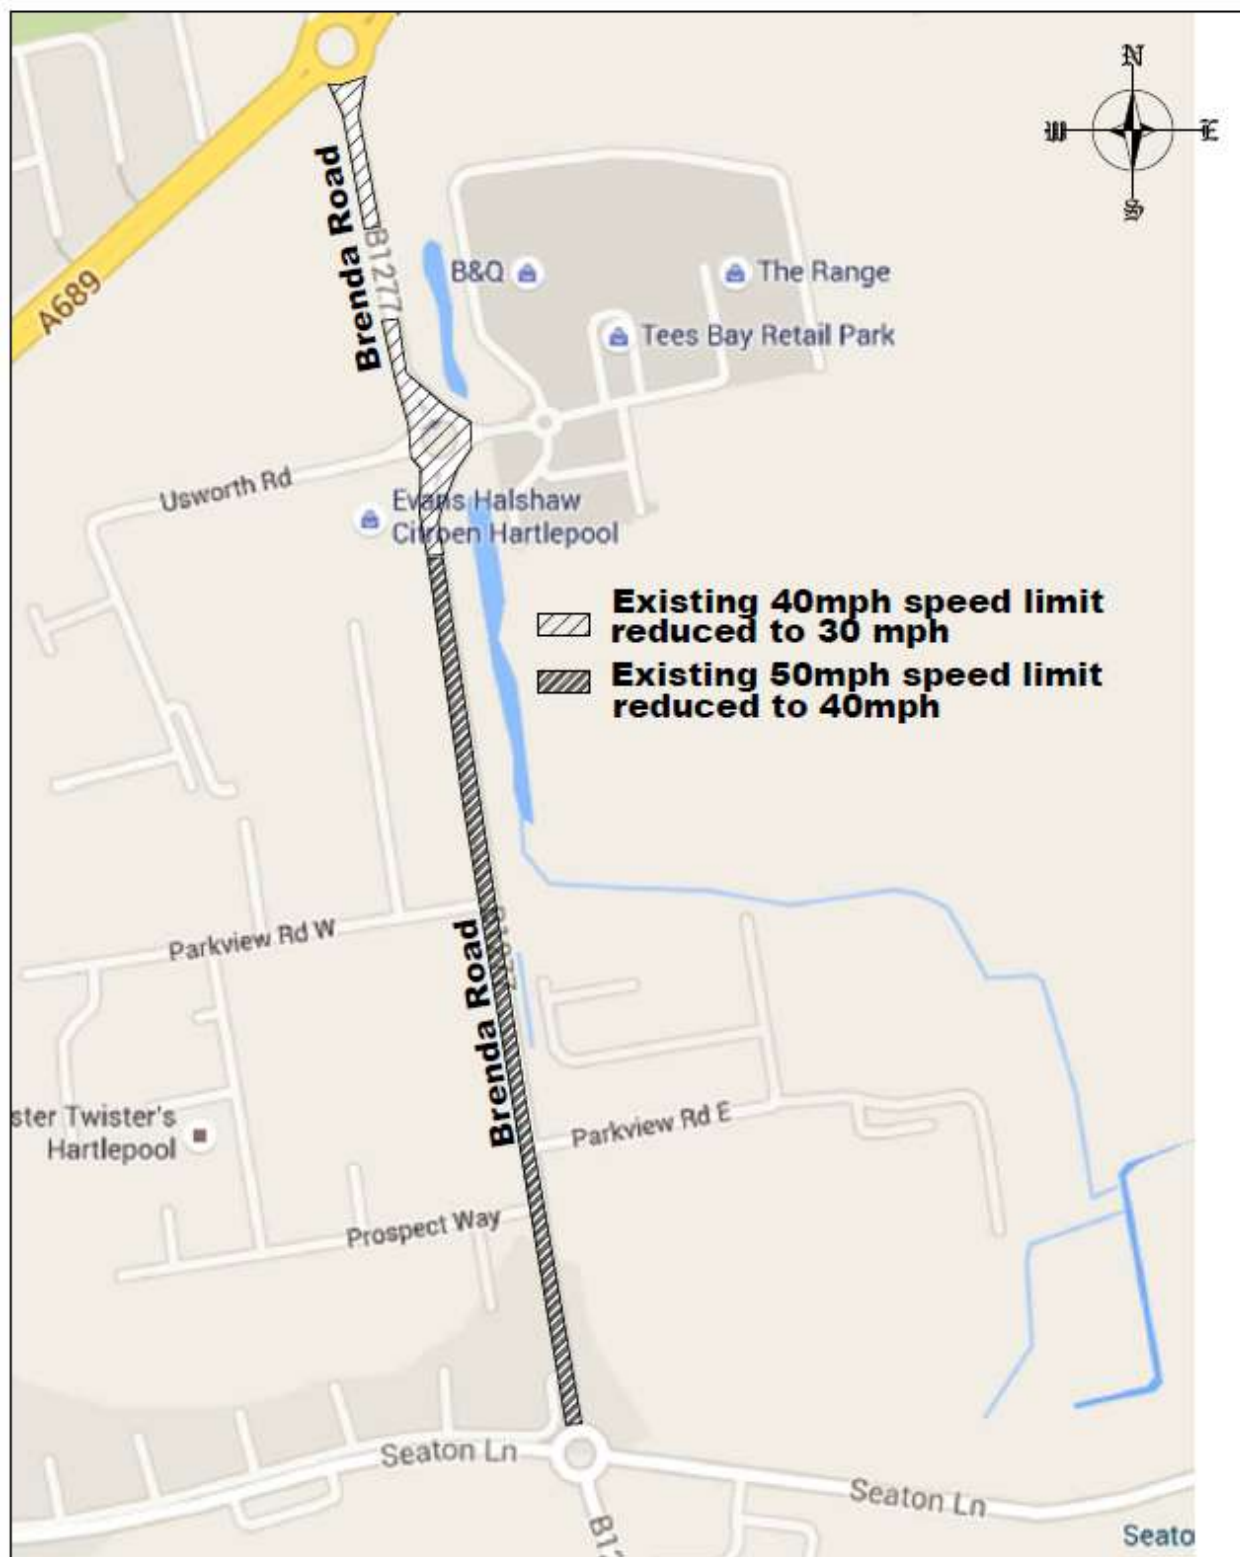 N
W
E
S
Brenda Road
B1277
A689
B&Q
The Range
Tees Bay Retail Park
Usworth Rd
Evans Halshaw
Citroen Hartlepool
Existing 40mph speed limit
reduced to 30 mph
Existing 50mph speed limit
reduced to 40mph
Parkview Rd W
Brenda Road
ster Twister's
Hartlepool
Parkview Rd E
Prospect Way
Seaton Ln
Seaton Ln
B12
Seato